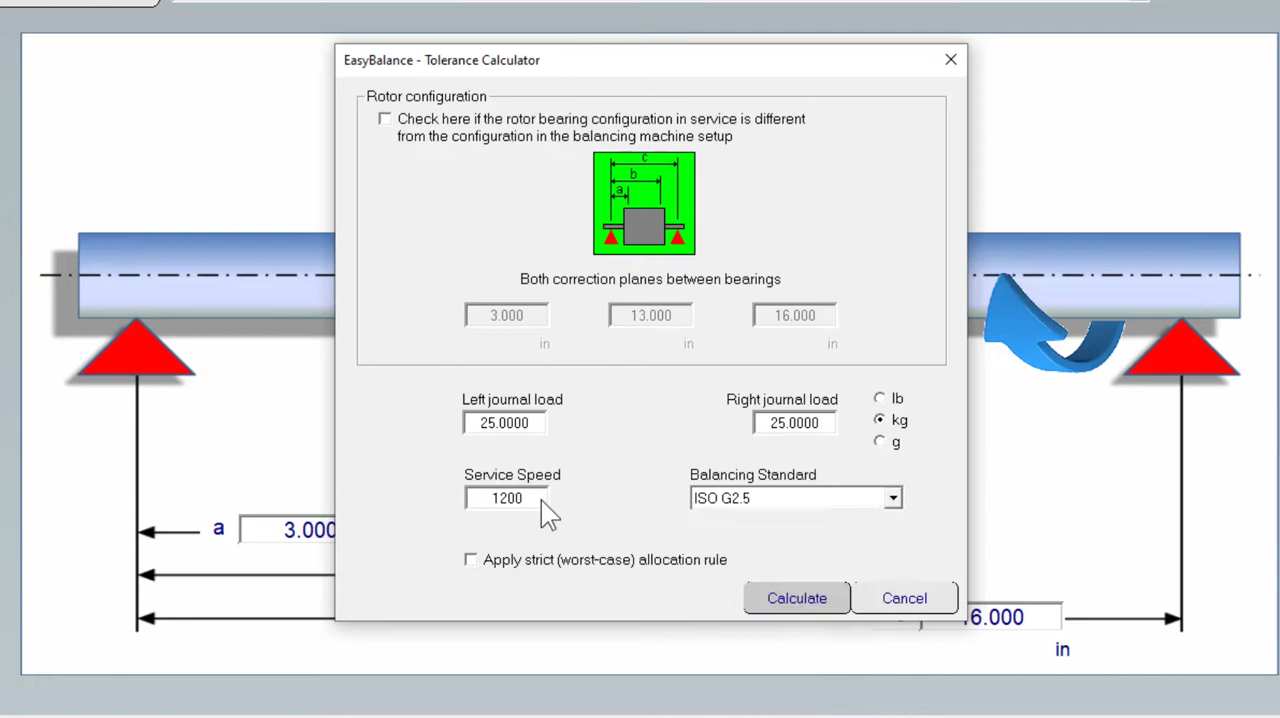 EasyBalance - Tolerance Calculator
Rotor configuration
Check here if the rotor bearing configuration in service is different
from the configuration in the balancing machine setup
c
b
a
Both correction planes between bearings
3.000 13.000 16.000
in in in
Left journal load Right journal load
25.0000 25.0000
lb
kg
g
Service Speed Balancing Standard
1200 ISO G2.5
Apply strict (worst-case) allocation rule
Calculate Cancel
a 3.000
16.000
in